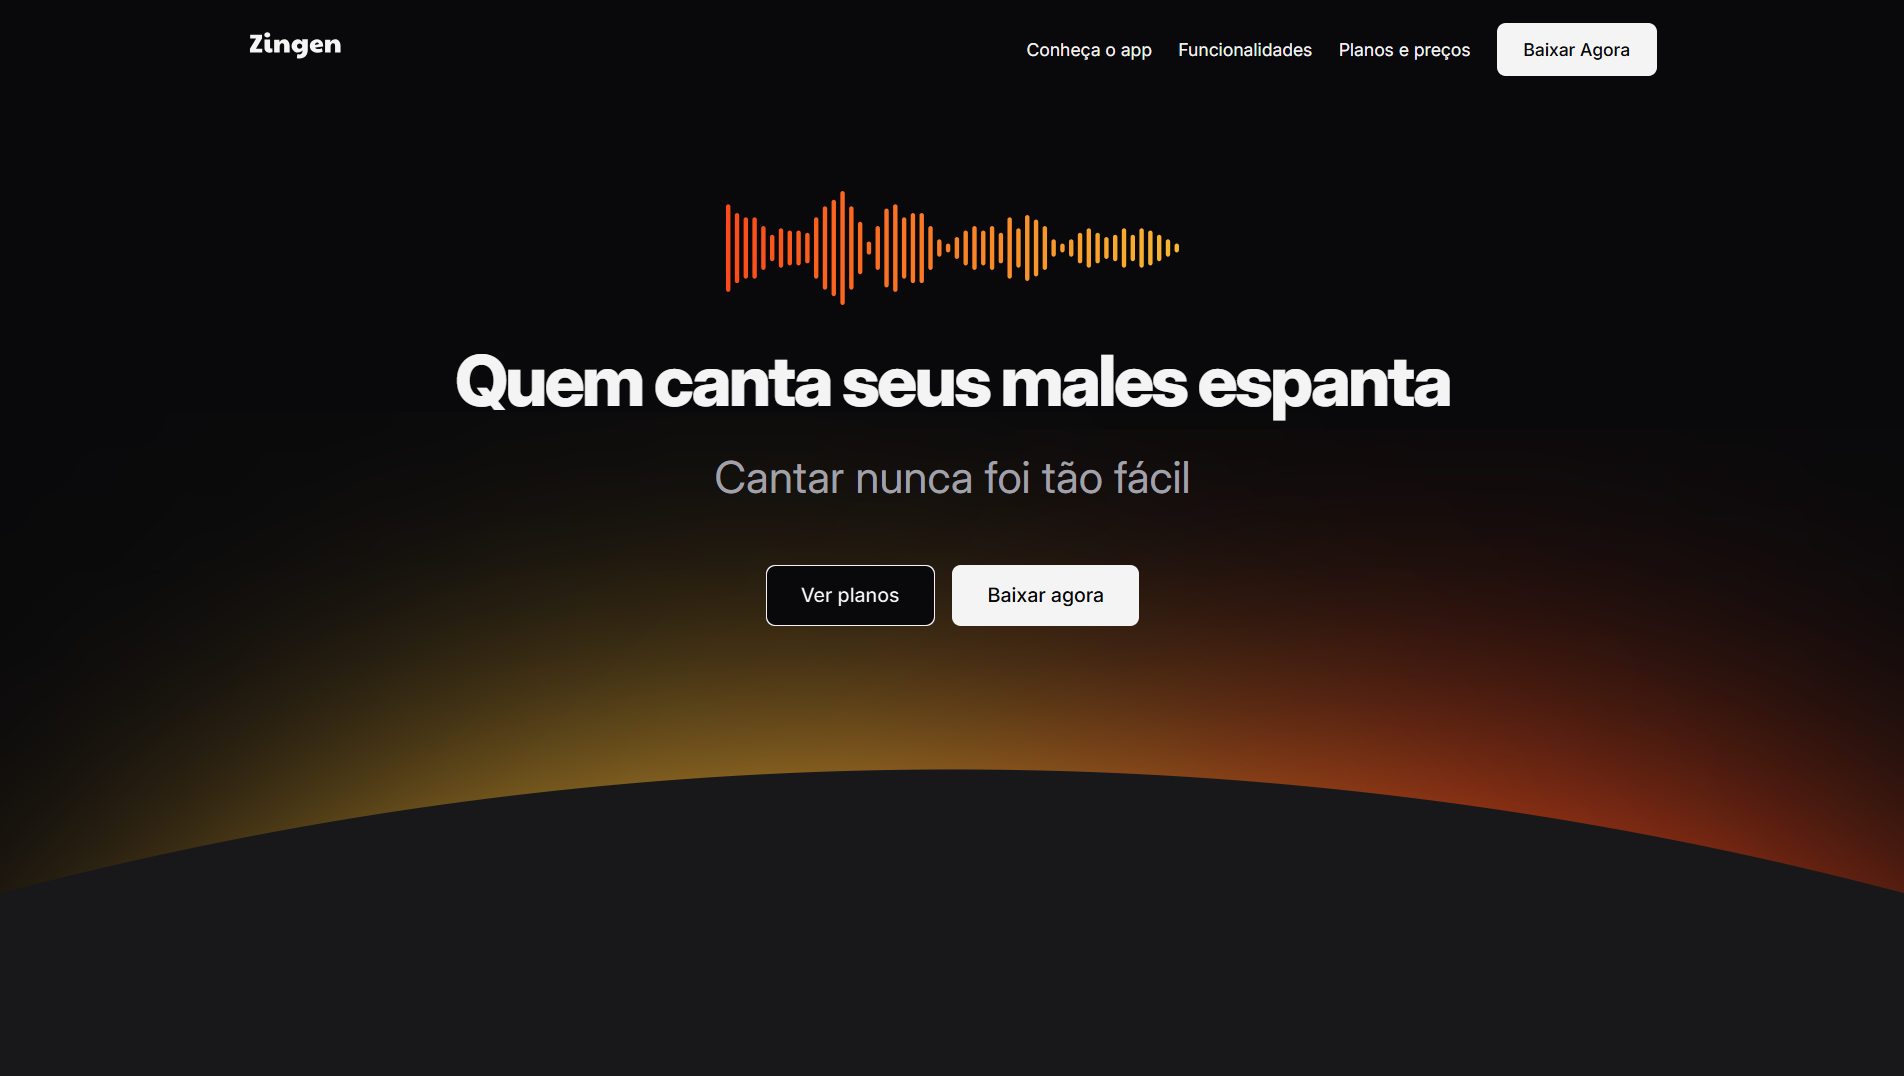 Zingen
Conheça o app
Funcionalidades
Planos e preços
Baixar Agora
Quem canta seus males espanta
Cantar nunca foi tão fácil
Ver planos
Baixar agora